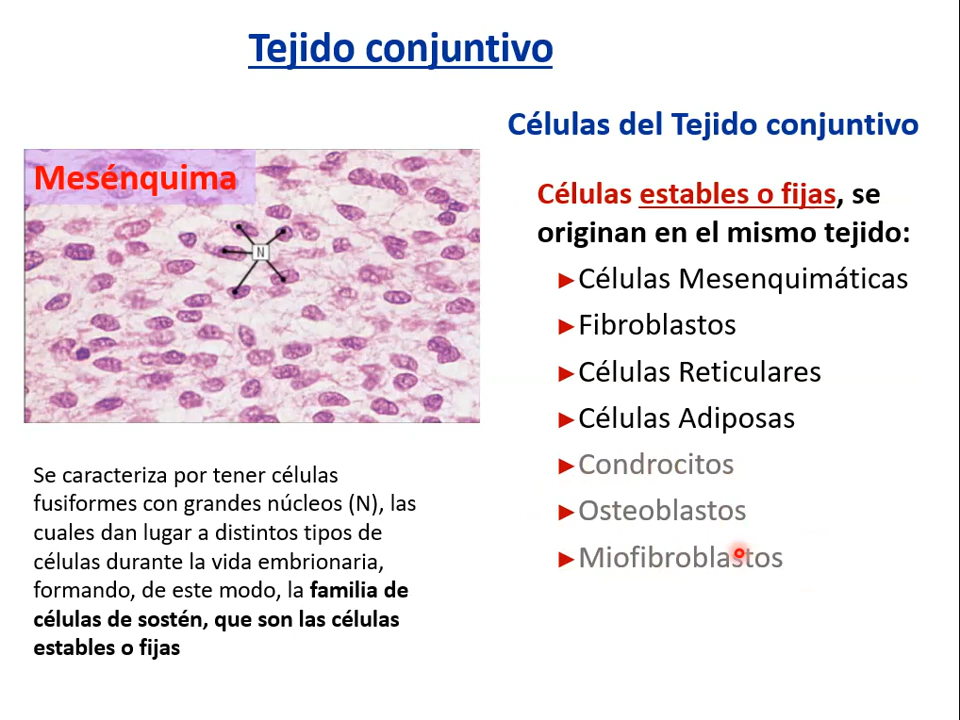 Tejido conjuntivo
Células del Tejido conjuntivo
Mesénquima
N
Se caracteriza por tener células
fusiformes con grandes núcleos (N), las
cuales dan lugar a distintos tipos de
células durante la vida embrionaria,
formando, de este modo, la familia de
células de sostén, que son las células
estables o fijas
Células estables o fijas, se
originan en el mismo tejido:
►Células Mesenquimáticas
►Fibroblastos
►Células Reticulares
►Células Adiposas
►Condrocitos
►Osteoblastos
►Miofibroblastos